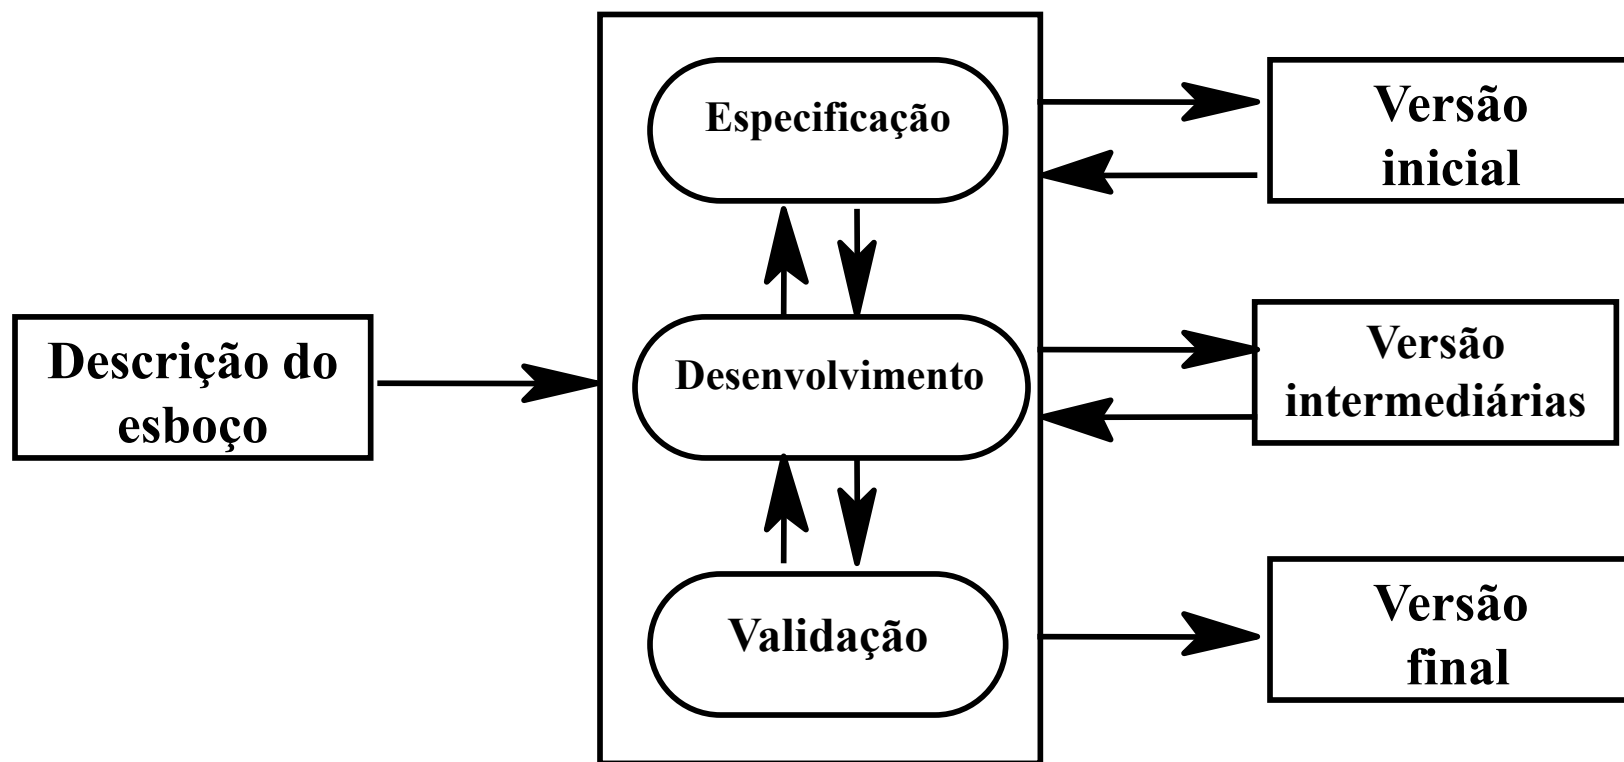 Especificação
Versão
inicial
Descrição do
esboço
Desenvolvimento
Versão
intermediárias
Validação
Versão
final